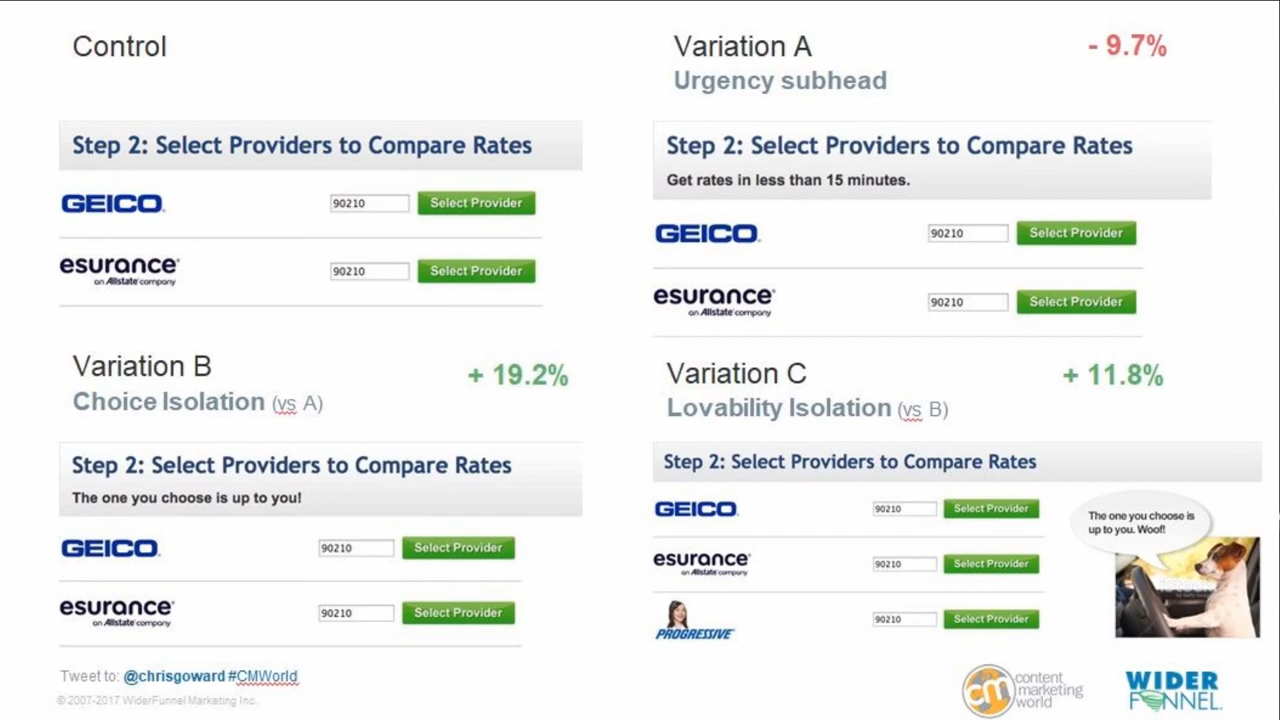 Control
Step 2: Select Providers to Compare Rates
GEICO
90210
Select Provider
esurance
an Allstate company
90210
Select Provider
Variation A
- 9.7%
Urgency subhead
Step 2: Select Providers to Compare Rates
Get rates in less than 15 minutes.
GEICO
90210
Select Provider
esurance
an Allstate company
90210
Select Provider
Variation B
+ 19.2%
Choice Isolation (vs A)
Step 2: Select Providers to Compare Rates
The one you choose is up to you!
GEICO
90210
Select Provider
esurance
an Allstate company
90210
Select Provider
Variation C
+ 11.8%
Lovability Isolation (vs B)
Step 2: Select Providers to Compare Rates
GEICO
90210
Select Provider
esurance
an Allstate company
90210
Select Provider
PROGRESSIVE
90210
Select Provider
The one you choose is
up to you. Woof!
Tweet to: @chrisgoward #CMWorld
© 2007-2017 WiderFunnel Marketing Inc.
cm
content
marketing
world
WIDER
FUNNEL